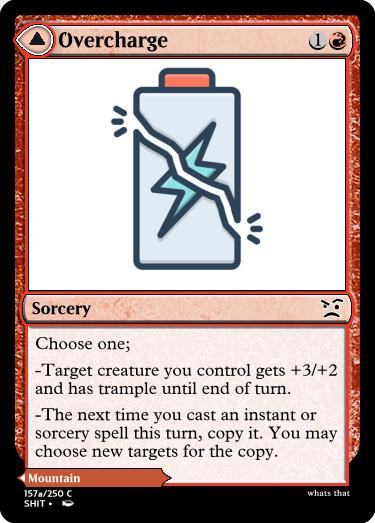 Overcharge 1
Sorcery
Choose one;
-Target creature you control gets +3/+2
and has trample until end of turn.
-The next time you cast an instant or
sorcery spell this turn, copy it. You may
choose new targets for the copy.
Mountain
157a/250 C
SHIT •
whats that